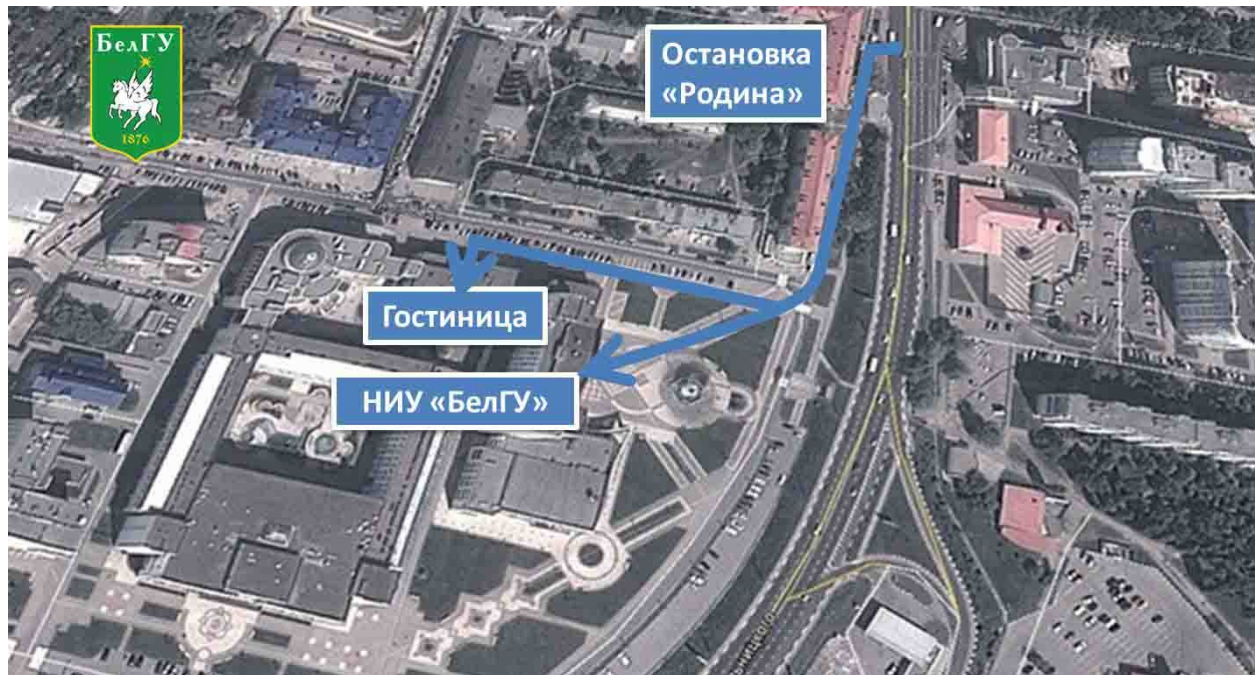 БелГУ
1876
Остановка
«Родина»
Гостиница
НИУ «БелГУ»